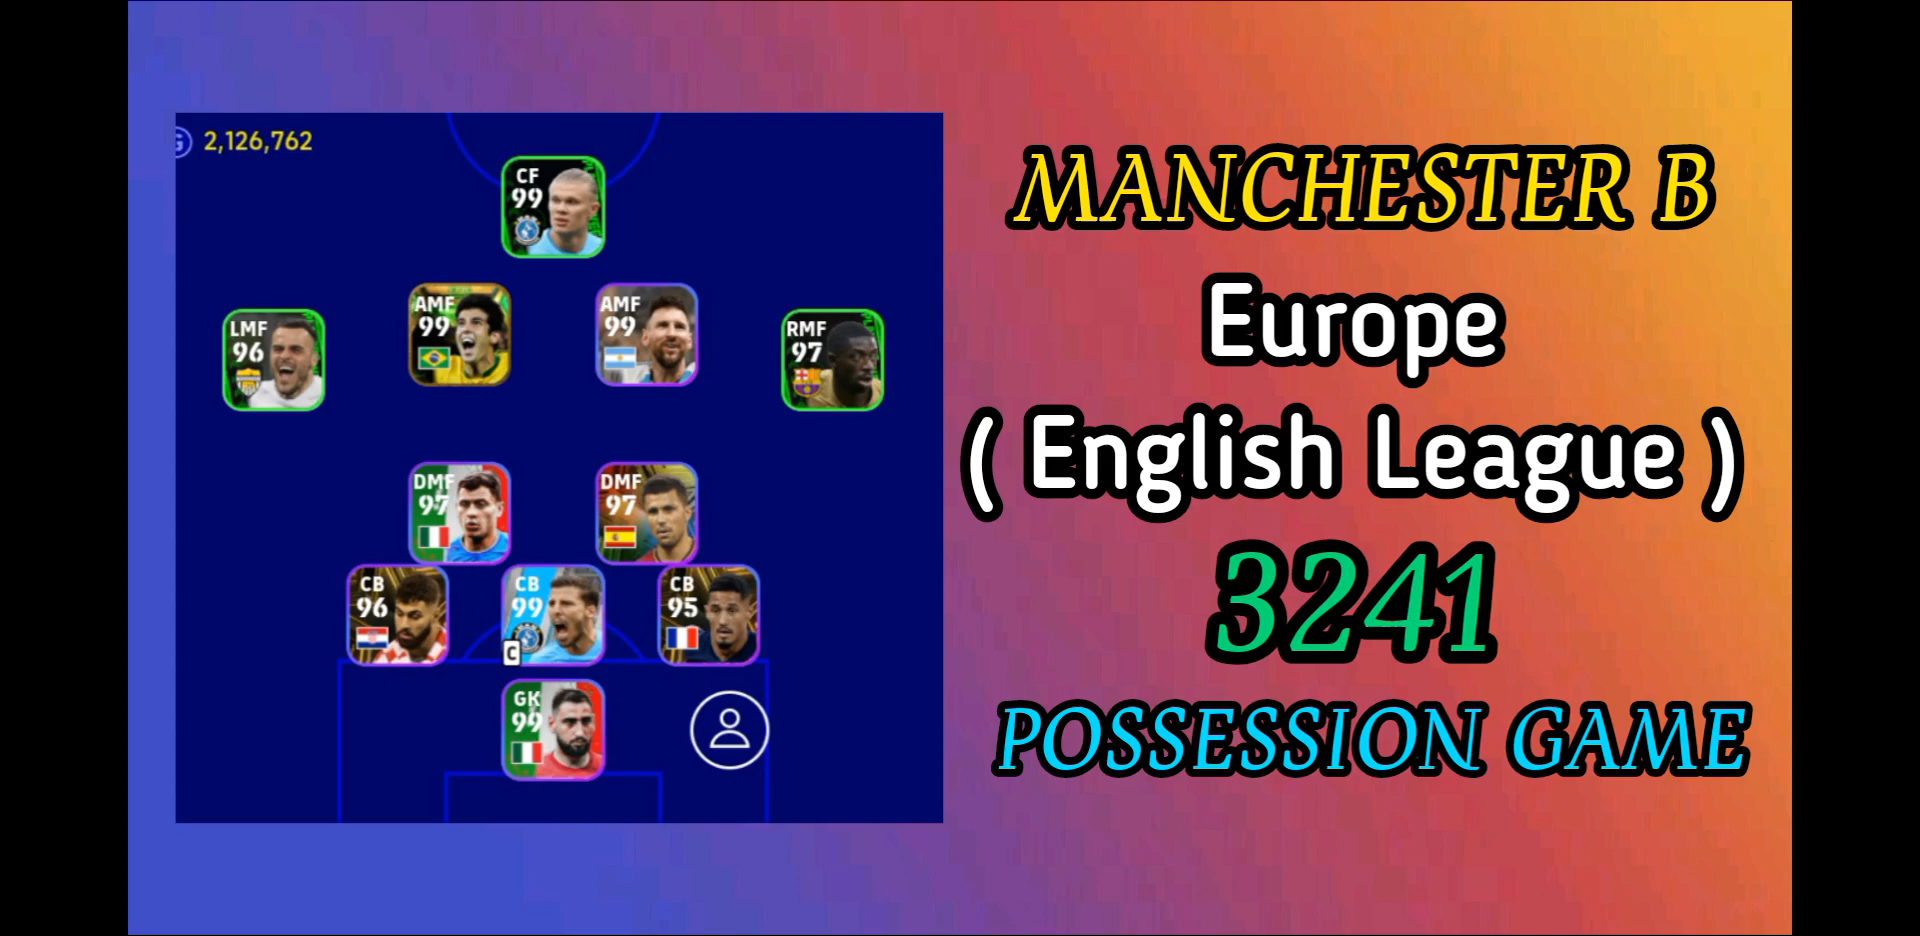 2,126,762
CF
99
AMF
99
AMF
99
LMF
96
RMF
97
DMF
97
DMF
97
CB
96
CB
99
CB
95
C
GK
99
MANCHESTER B
Europe
( English League )
3241
POSSESSION GAME